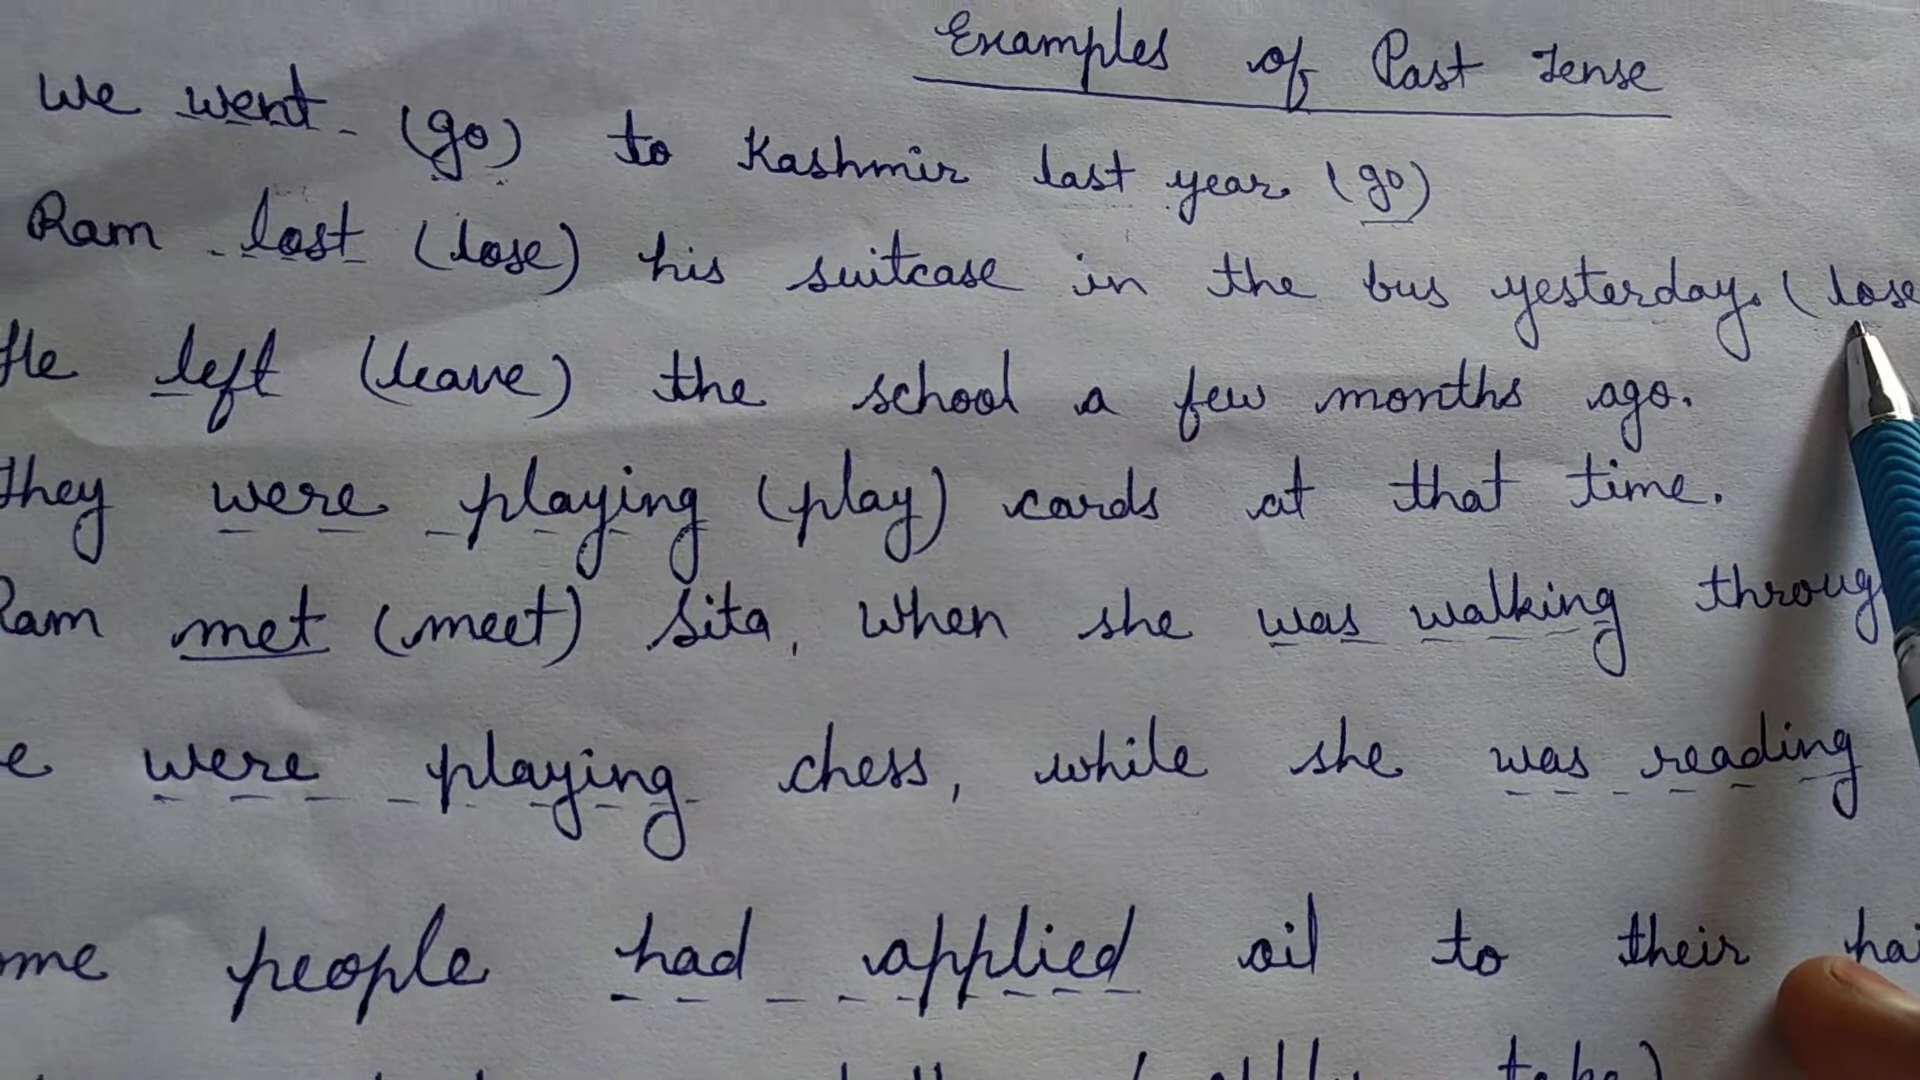 Examples of Past Tense
We went (go) to Kashmir last year. (go)
Ram lost (lose) his suitcase in the bus yesterday. (lose
He left (leave) the school a few months ago.
They were playing (play) cards at that time.
Ram met (meet) Sita, when she was walking throug
e were playing chess, while she was reading
me people had applied oil to their hai
take)